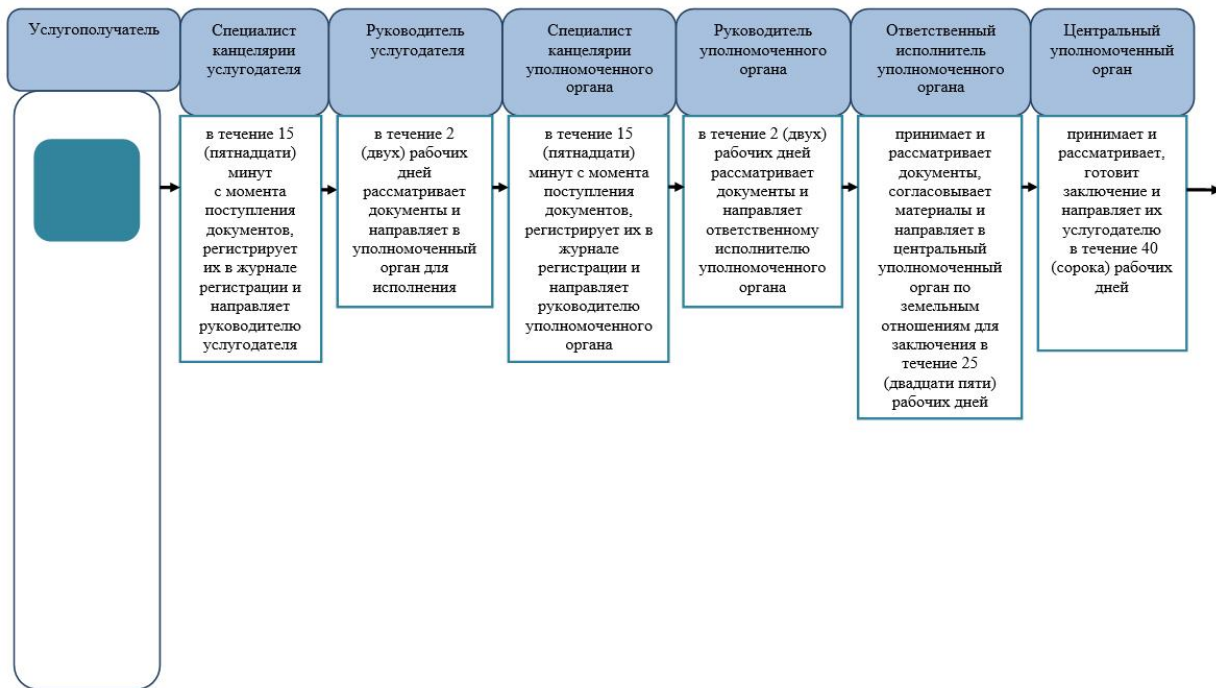 Услугополучатель
Специалист
канцелярии
услугодателя
Руководитель
услугодателя
Специалист
канцелярии
уполномоченного
органа
Руководитель
уполномоченного
органа
Ответственный
исполнитель
уполномоченного
органа
Центральный
уполномоченный
орган
в течение 15
(пятнадцати)
минут
с момента
поступления
документов,
регистрирует
их в журнале
регистрации и
направляет
руководителю
услугодателя
в течение 2
(двух) рабочих
дней
рассматривает
документы и
направляет в
уполномоченный
орган для
исполнения
в течение 15
(пятнадцати)
минут с момента
поступления
документов,
регистрирует их в
журнале
регистрации и
направляет
руководителю
уполномоченного
органа
в течение 2 (двух)
рабочих дней
рассматривает
документы и
направляет
ответственному
исполнителю
уполномоченного
органа
принимает и
рассматривает
документы,
согласовывает
материалы и
направляет в
центральный
уполномоченный
орган по
земельным
отношениям для
заключения в
течение 25
(двадцати пяти)
рабочих дней
принимает и
рассматривает,
готовит
заключение и
направляет их
услугодателю
в течение 40
(сорока) рабочих
дней